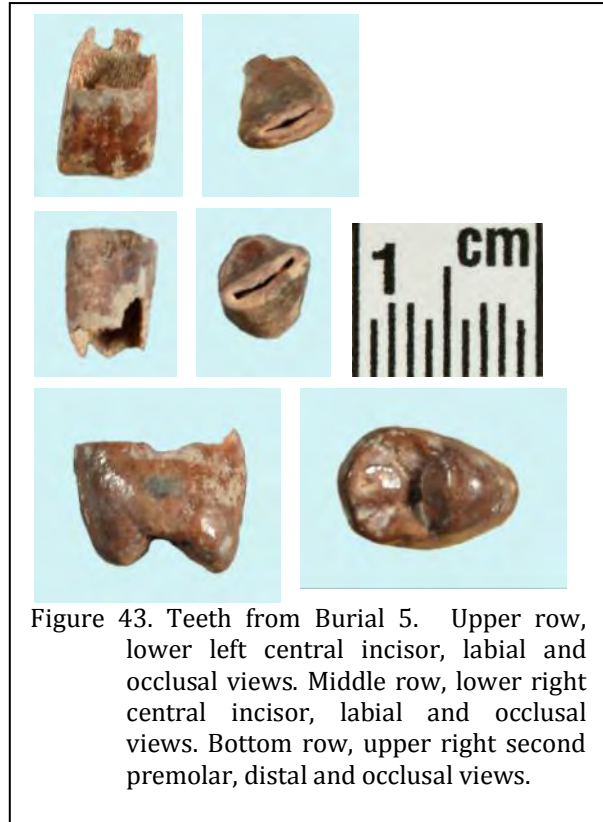 1 cm
Figure 43. Teeth from Burial 5. Upper row,
lower left central incisor, labial and
occlusal views. Middle row, lower right
central incisor, labial and occlusal
views. Bottom row, upper right second
premolar, distal and occlusal views.